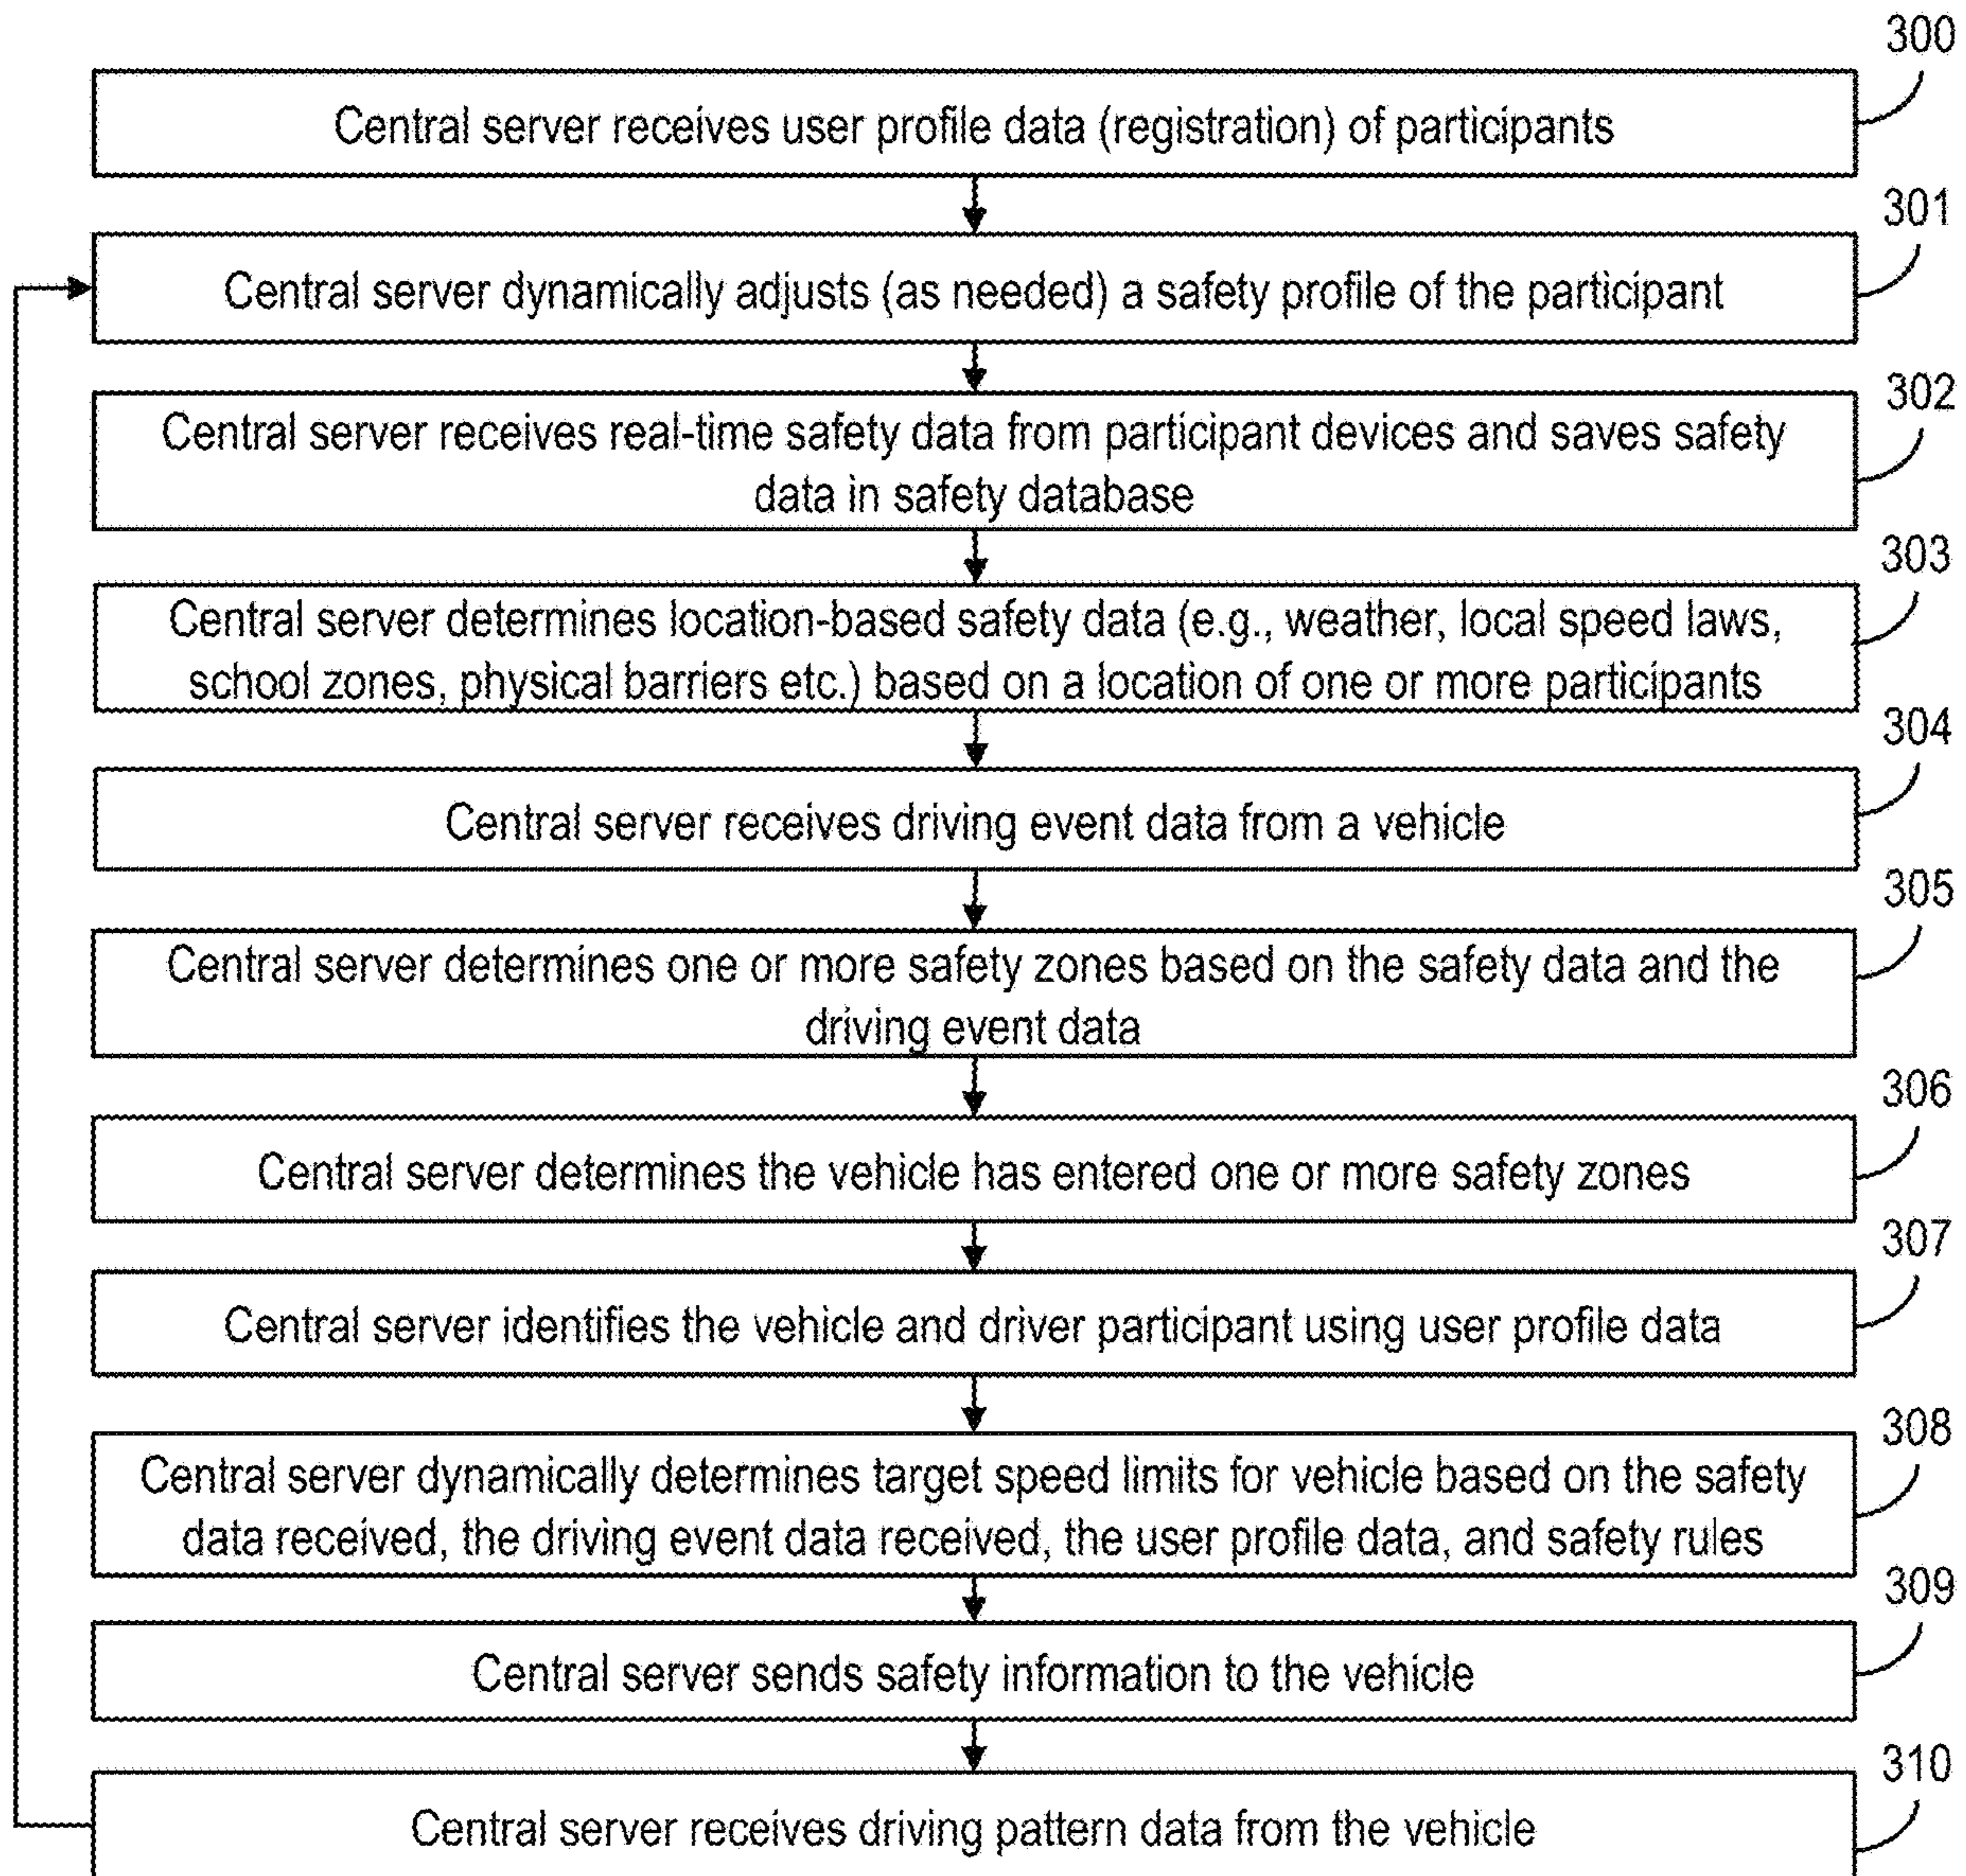 300
Central server receives user profile data (registration) of participants
301
Central server dynamically adjusts (as needed) a safety profile of the participant
302
Central server receives real-time safety data from participant devices and saves safety
data in safety database
303
Central server determines location-based safety data (e.g., weather, local speed laws,
school zones, physical barriers etc.) based on a location of one or more participants
304
Central server receives driving event data from a vehicle
305
Central server determines one or more safety zones based on the safety data and the
driving event data
306
Central server determines the vehicle has entered one or more safety zones
307
Central server identifies the vehicle and driver participant using user profile data
308
Central server dynamically determines target speed limits for vehicle based on the safety
data received, the driving event data received, the user profile data, and safety rules
309
Central server sends safety information to the vehicle
310
Central server receives driving pattern data from the vehicle